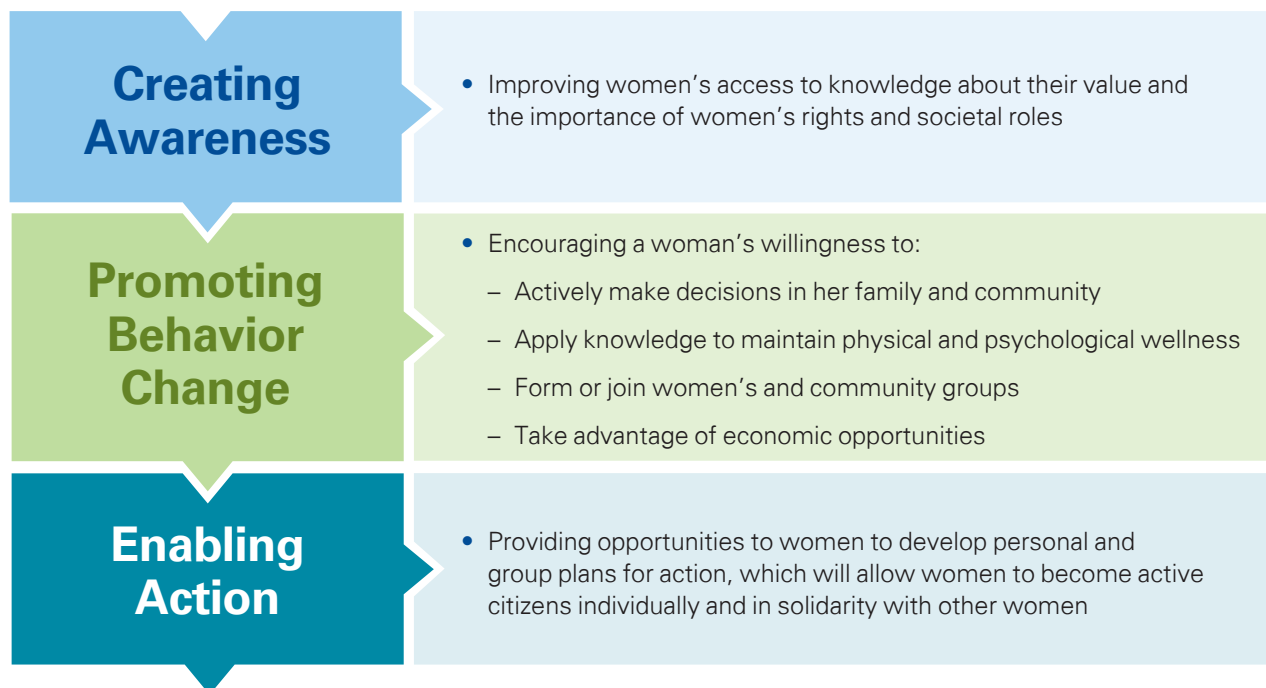 Creating
Awareness
• Improving women’s access to knowledge about their value and
the importance of women’s rights and societal roles
Promoting
Behavior
Change
• Encouraging a woman’s willingness to:
– Actively make decisions in her family and community
– Apply knowledge to maintain physical and psychological wellness
– Form or join women’s and community groups
– Take advantage of economic opportunities
Enabling
Action
• Providing opportunities to women to develop personal and
group plans for action, which will allow women to become active
citizens individually and in solidarity with other women